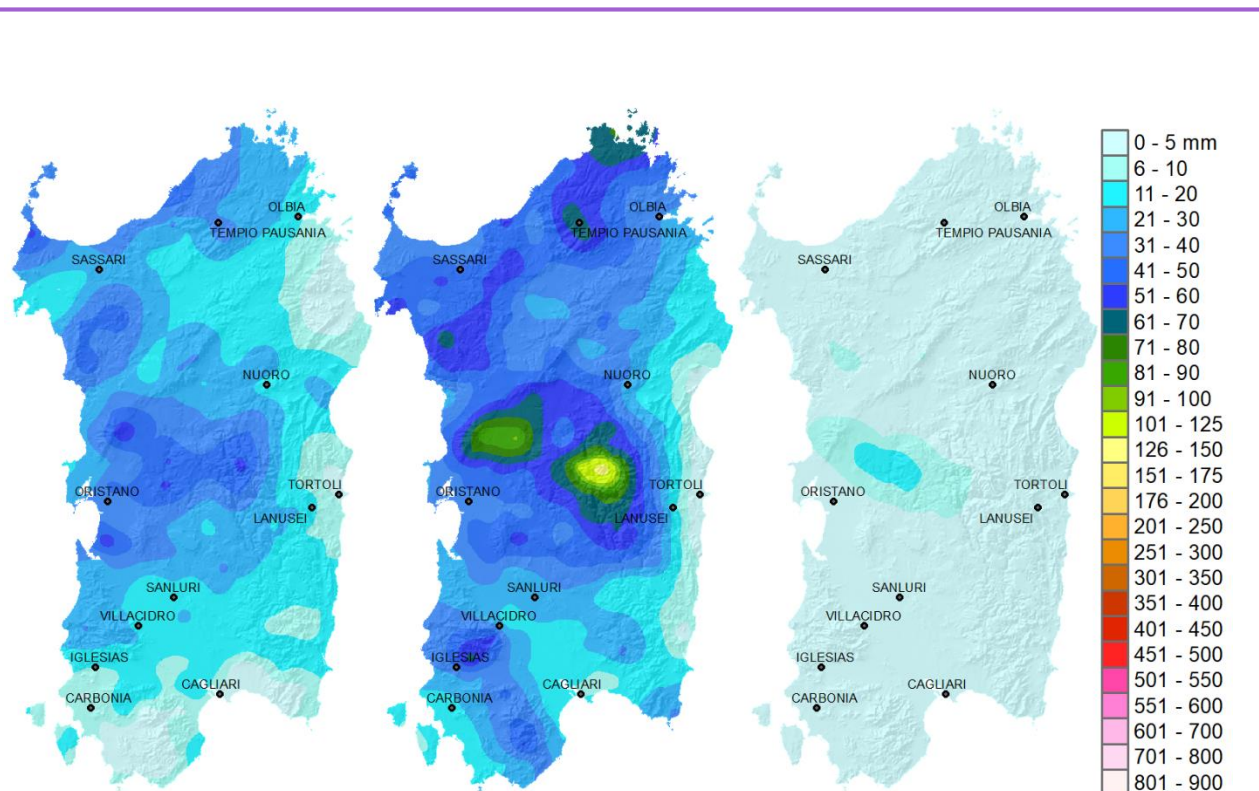 OLBIA
TEMPIO PAUSANIA
SASSARI
NUORO
ORISTANO
TORTOLI
LANUSEI
SANLURI
VILLACIDRO
IGLESIAS
CARBONIA
CAGLIARI
OLBIA
TEMPIO PAUSANIA
SASSARI
NUORO
ORISTANO
TORTOLI
LANUSEI
SANLURI
VILLACIDRO
IGLESIAS
CARBONIA
CAGLIARI
OLBIA
TEMPIO PAUSANIA
SASSARI
NUORO
ORISTANO
TORTOLI
LANUSEI
SANLURI
VILLACIDRO
IGLESIAS
CARBONIA
CAGLIARI
0 - 5 mm
6 - 10
11 - 20
21 - 30
31 - 40
41 - 50
51 - 60
61 - 70
71 - 80
81 - 90
91 - 100
101 - 125
126 - 150
151 - 175
176 - 200
201 - 250
251 - 300
301 - 350
351 - 400
401 - 450
451 - 500
501 - 550
551 - 600
601 - 700
701 - 800
801 - 900